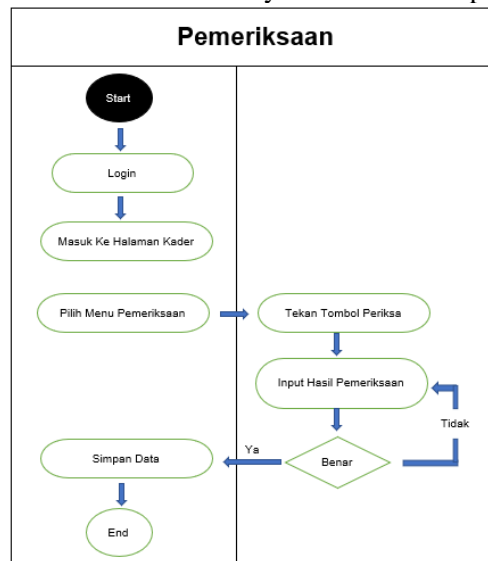 Pemeriksaan
Start
Login
Masuk Ke Halaman Kader
Pilih Menu Pemeriksaan
Tekan Tombol Periksa
Input Hasil Pemeriksaan
Tidak
Benar
Ya
Simpan Data
End